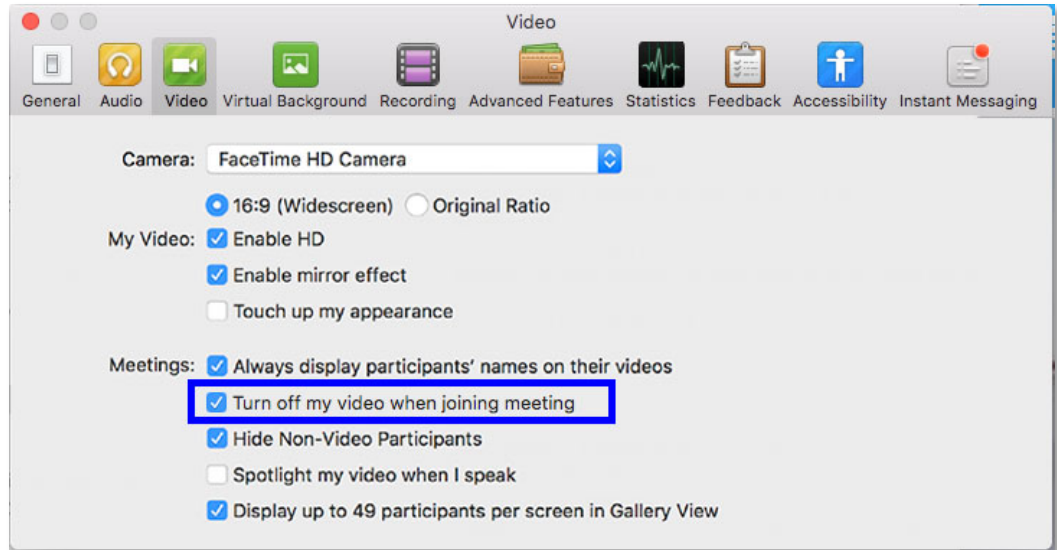 Video
General Audio Video Virtual Background Recording Advanced Features Statistics Feedback Accessibility Instant Messaging
Camera: FaceTime HD Camera
16:9 (Widescreen) Original Ratio
My Video: Enable HD
Enable mirror effect
Touch up my appearance
Meetings: Always display participants' names on their videos
Turn off my video when joining meeting
Hide Non-Video Participants
Spotlight my video when I speak
Display up to 49 participants per screen in Gallery View